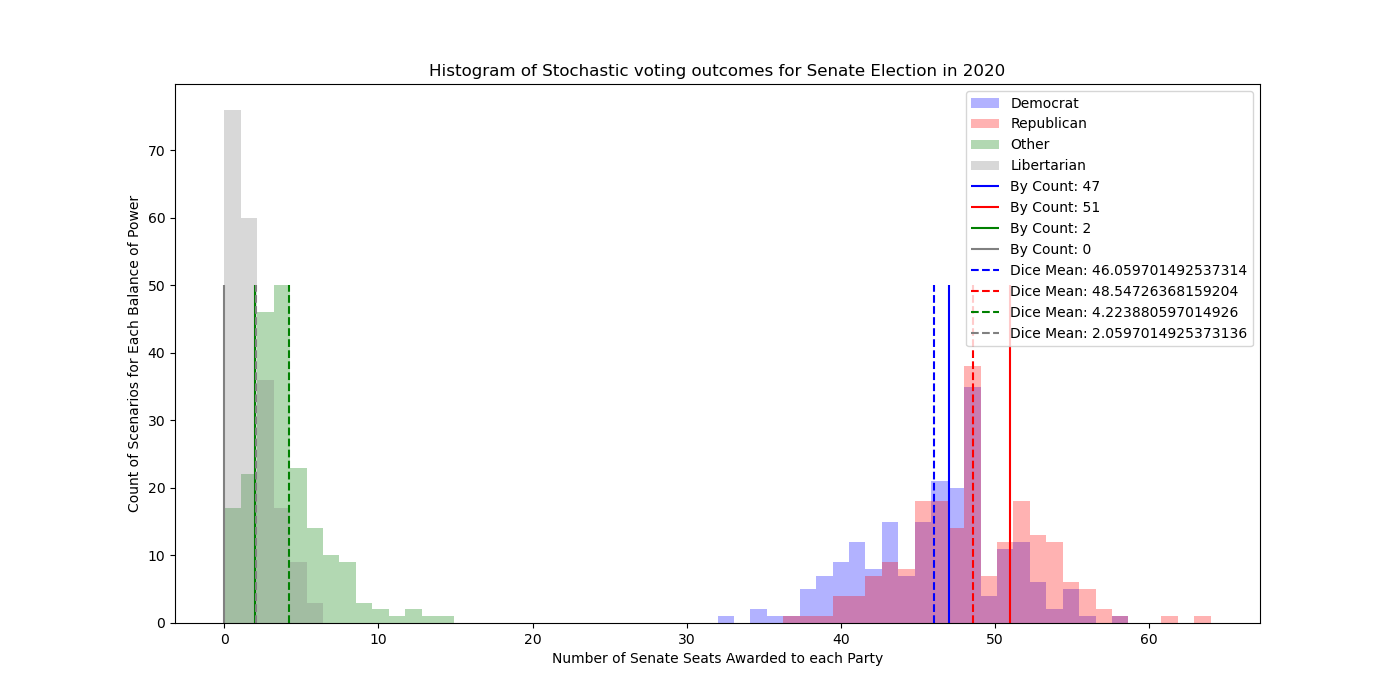 Histogram of Stochastic voting outcomes for Senate Election in 2020
Democrat
Republican
Other
Libertarian
By Count: 47
By Count: 51
By Count: 2
By Count: 0
Dice Mean: 46.059701492537314
Dice Mean: 48.54726368159204
Dice Mean: 4.223880597014926
Dice Mean: 2.0597014925373136
Count of Scenarios for Each Balance of Power
70
60
50
40
30
20
10
0
0 10 20 30 40 50 60
Number of Senate Seats Awarded to each Party